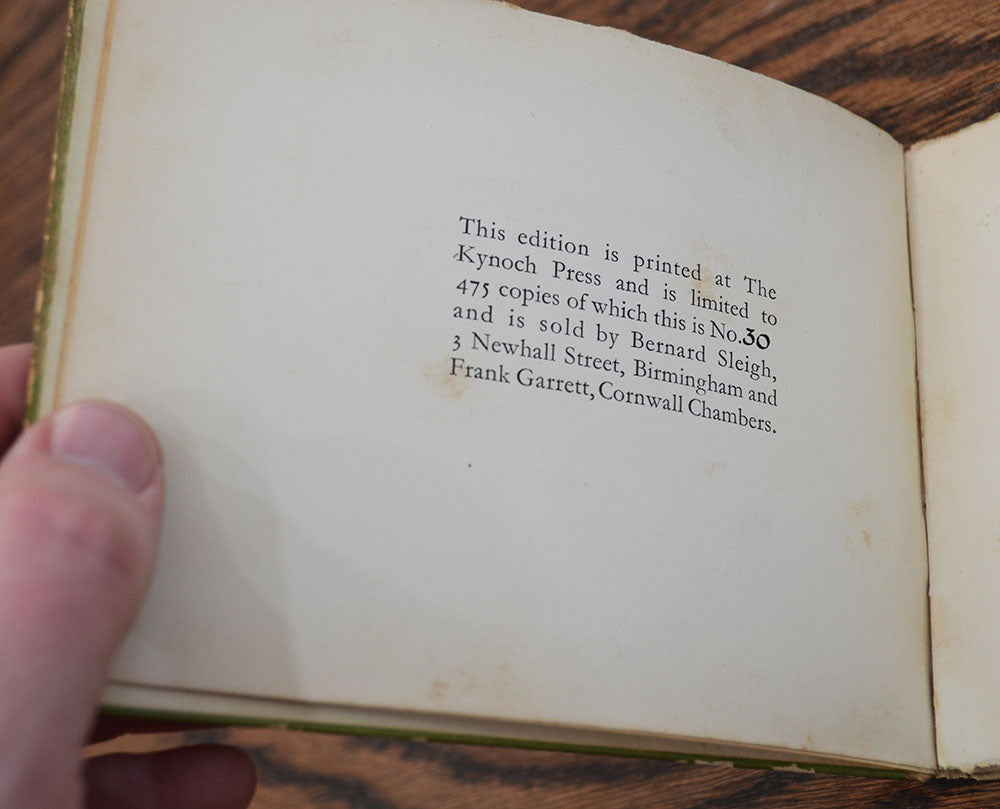 This edition is printed at The
Kynoch Press and is limited to
475 copies of which this is No.30
and is sold by Bernard Sleigh,
3 Newhall Street, Birmingham and
Frank Garrett, Cornwall Chambers.